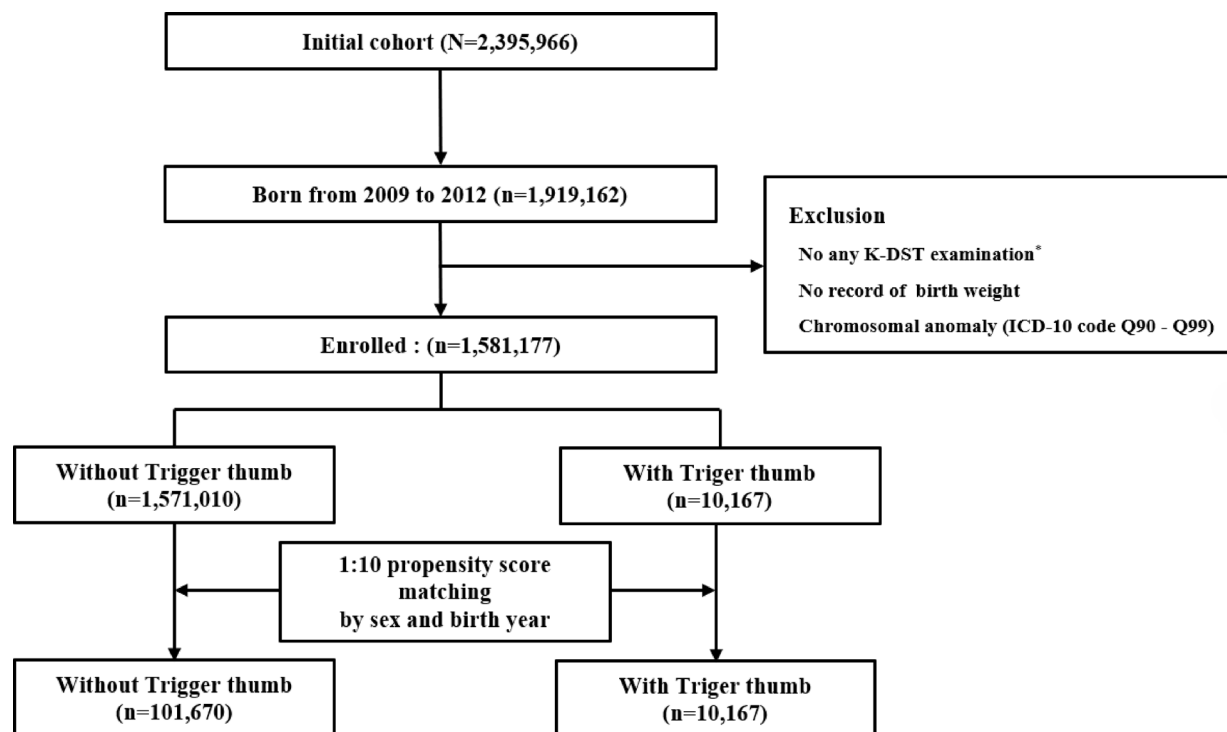 Initial cohort (N=2,395,966)
Born from 2009 to 2012 (n=1,919,162)
Exclusion
No any K-DST examination*
No record of birth weight
Chromosomal anomaly (ICD-10 code Q90 - Q99)
Enrolled : (n=1,581,177)
Without Trigger thumb
(n=1,571,010)
With Triger thumb
(n=10,167)
1:10 propensity score
matching
by sex and birth year
Without Trigger thumb
(n=101,670)
With Triger thumb
(n=10,167)